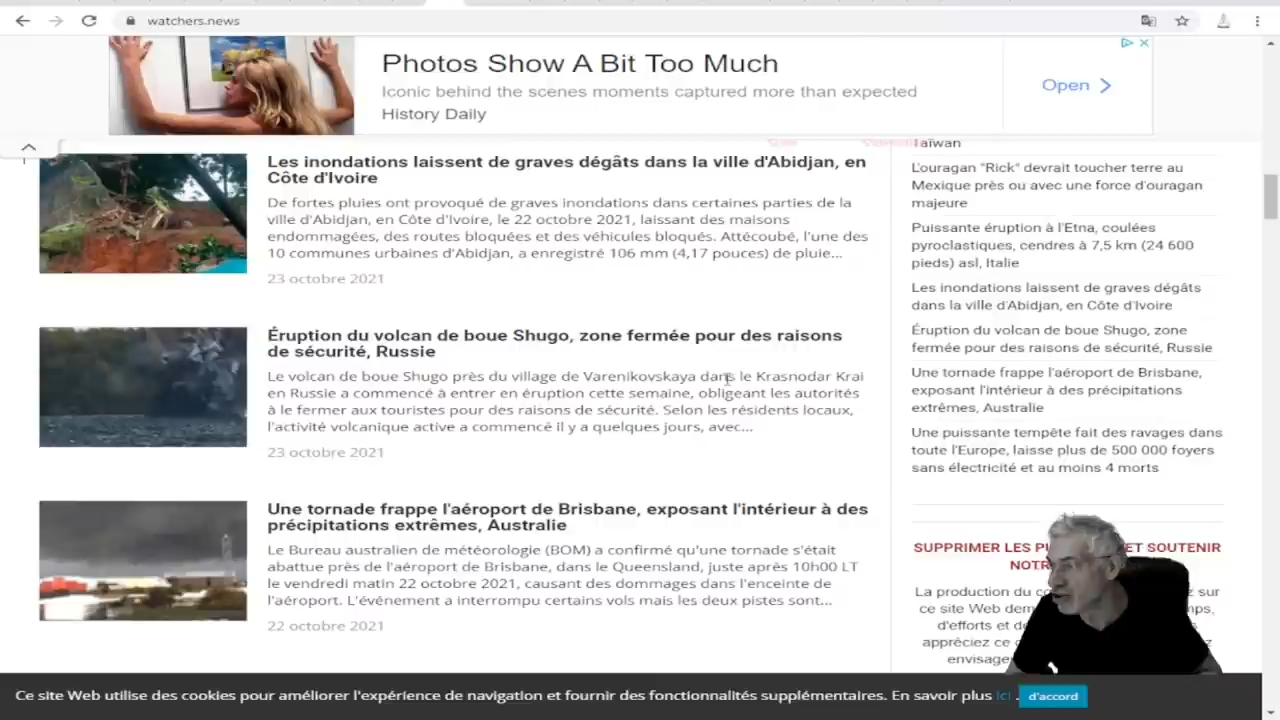 watchers.news
Photos Show A Bit Too Much
Iconic behind the scenes moments captured more than expected
History Daily
Open
Les inondations laissent de graves dégâts dans la ville d'Abidjan, en
Côte d'Ivoire
De fortes pluies ont provoqué de graves inondations dans certaines parties de la
ville d'Abidjan, en Côte d'Ivoire, le 22 octobre 2021, laissant des maisons
endommagées, des routes bloquées et des véhicules bloqués. Attécoubé, l'une des
10 communes urbaines d'Abidjan, a enregistré 106 mm (4,17 pouces) de pluie...
23 octobre 2021
Éruption du volcan de boue Shugo, zone fermée pour des raisons
de sécurité, Russie
Le volcan de boue Shugo près du village de Varenikovskaya dans le Krasnodar Krai
en Russie a commencé à entrer en éruption cette semaine, obligeant les autorités
à le fermer aux touristes pour des raisons de sécurité. Selon les résidents locaux,
l'activité volcanique active a commencé il y a quelques jours, avec...
23 octobre 2021
Une tornade frappe l'aéroport de Brisbane, exposant l'intérieur à des
précipitations extrêmes, Australie
Le Bureau australien de météorologie (BOM) a confirmé qu'une tornade s'était
abattue près de l'aéroport de Brisbane, dans le Queensland, juste après 10h00 LT
le vendredi matin 22 octobre 2021, causant des dommages dans l'enceinte de
l'aéroport. L'événement a interrompu certains vols mais les deux pistes sont...
22 octobre 2021
Taïwan
L'ouragan "Rick" devrait toucher terre au
Mexique près ou avec une force d'ouragan
majeure
Puissante éruption à l'Etna, coulées
pyroclastiques, cendres à 7,5 km (24 600
pieds) asl, Italie
Les inondations laissent de graves dégâts
dans la ville d'Abidjan, en Côte d'Ivoire
Éruption du volcan de boue Shugo, zone
fermée pour des raisons de sécurité, Russie
Une tornade frappe l'aéroport de Brisbane,
exposant l'intérieur à des précipitations
extrêmes, Australie
Une puissante tempête fait des ravages dans
toute l'Europe, laisse plus de 500 000 foyers
sans électricité et au moins 4 morts
SUPPRIMER LES ET SOUTENIR
La production du sur
ce site Web
d'efforts et
appréciez ce
Ce site Web utilise des cookies pour améliorer l'expérience de navigation et fournir des fonctionnalités supplémentaires. En savoir plus ici . d'accord